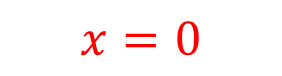 x = 0